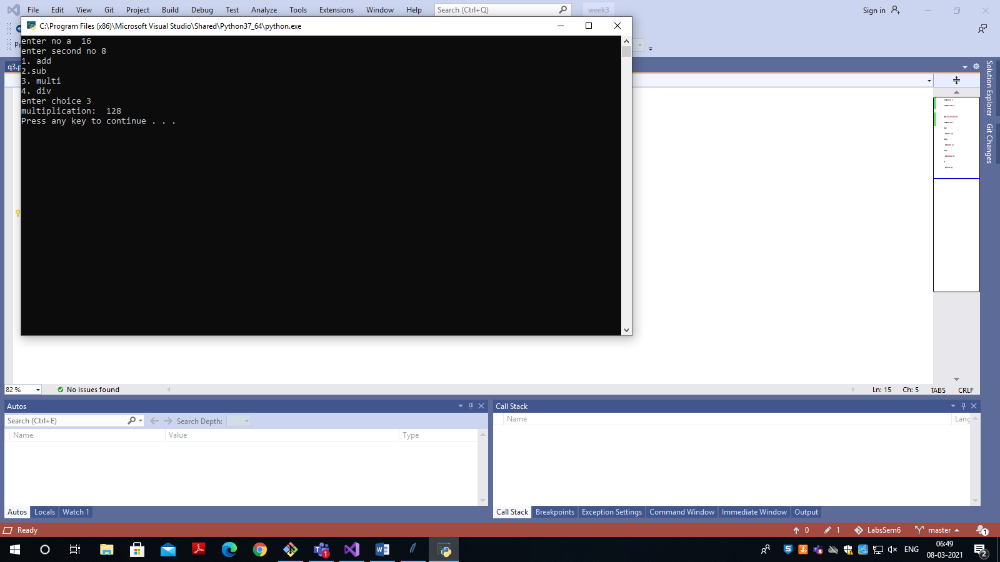 File Edit View Git Project Build Debug Test Analyze Tools Extensions Window Help Search (Ctrl+Q) week3 Sign in
C:\Program Files (x86)\Microsoft Visual Studio\Shared\Python37_64\python.exe
enter no a  16
enter second no 8
1. add
2.sub
3. multi
4. div
enter choice 3
multiplication:  128
Press any key to continue . . .
Pr
q3.p
Solution Explorer
Git Changes
82 % No issues found Ln: 15 Ch: 5 TABS CRLF
Autos
Search (Ctrl+E) Search Depth:
Name Value Type
Autos Locals Watch 1
Call Stack
Name Lang
Call Stack Breakpoints Exception Settings Command Window Immediate Window Output
Ready 0 1 LabsSem6 master 1
1 ENG 06:49
08-03-2021 2